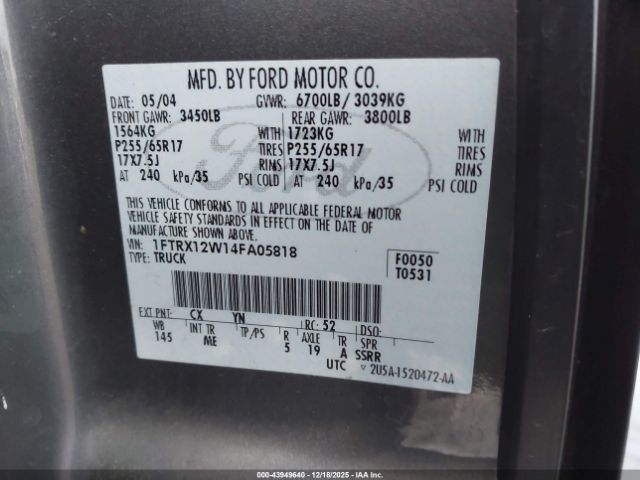 MFD. BY FORD MOTOR CO.
DATE: 05/04 GVWR: 6700LB/ 3039KG
FRONT GAWR: 3450LB REAR GAWR: 3800LB
1564KG WITH 1723KG WITH
P255/65R17 TIRES P255/65R17 TIRES
17X7.5J RIMS 17X7.5J RIMS
AT 240 kPa/35 PSI COLD AT 240 kPa/35 PSI COLD
THIS VEHICLE CONFORMS TO ALL APPLICABLE FEDERAL MOTOR
VEHICLE SAFETY STANDARDS IN EFFECT ON THE DATE OF
MANUFACTURE SHOWN ABOVE.
VIN: 1FTRX12W14FA05818 F0050
TYPE: TRUCK T0531
EXT PNT: CX YN RC: 52 DSO:
WB INT TR TP/PS R AXLE TR SPR
145 ME 5 19 A SSRR
UTC 2U5A-1520472-AA
Ford
000-43949640 - 12/18/2025 - IAA Inc.